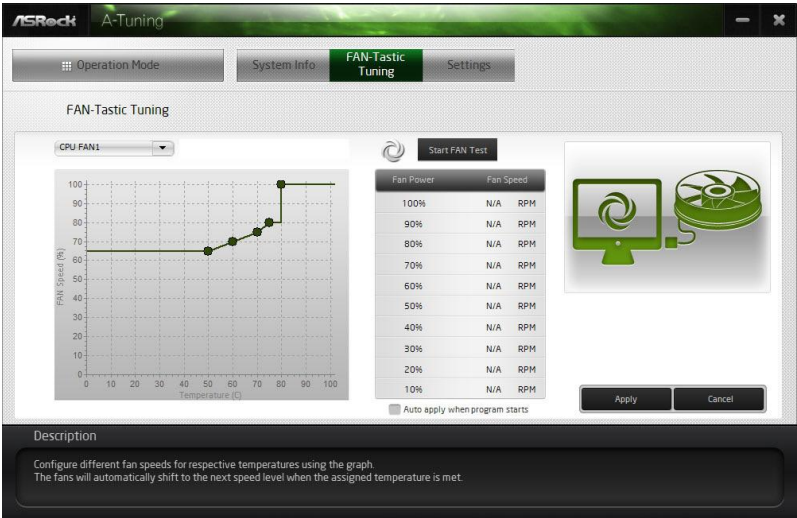 ASRock A-Tuning
Operation Mode
System Info
FAN-Tastic
Tuning
Settings
FAN-Tastic Tuning
CPU FAN1
100
90
80
70
60
50
40
30
20
10
0
FAN Speed (%)
0 10 20 30 40 50 60 70 80 90 100
Temperature (C)
Start FAN Test
Fan Power Fan Speed
100% N/A RPM
90% N/A RPM
80% N/A RPM
70% N/A RPM
60% N/A RPM
50% N/A RPM
40% N/A RPM
30% N/A RPM
20% N/A RPM
10% N/A RPM
Auto apply when program starts
Apply Cancel
Description
Configure different fan speeds for respective temperatures using the graph.
The fans will automatically shift to the next speed level when the assigned temperature is met.